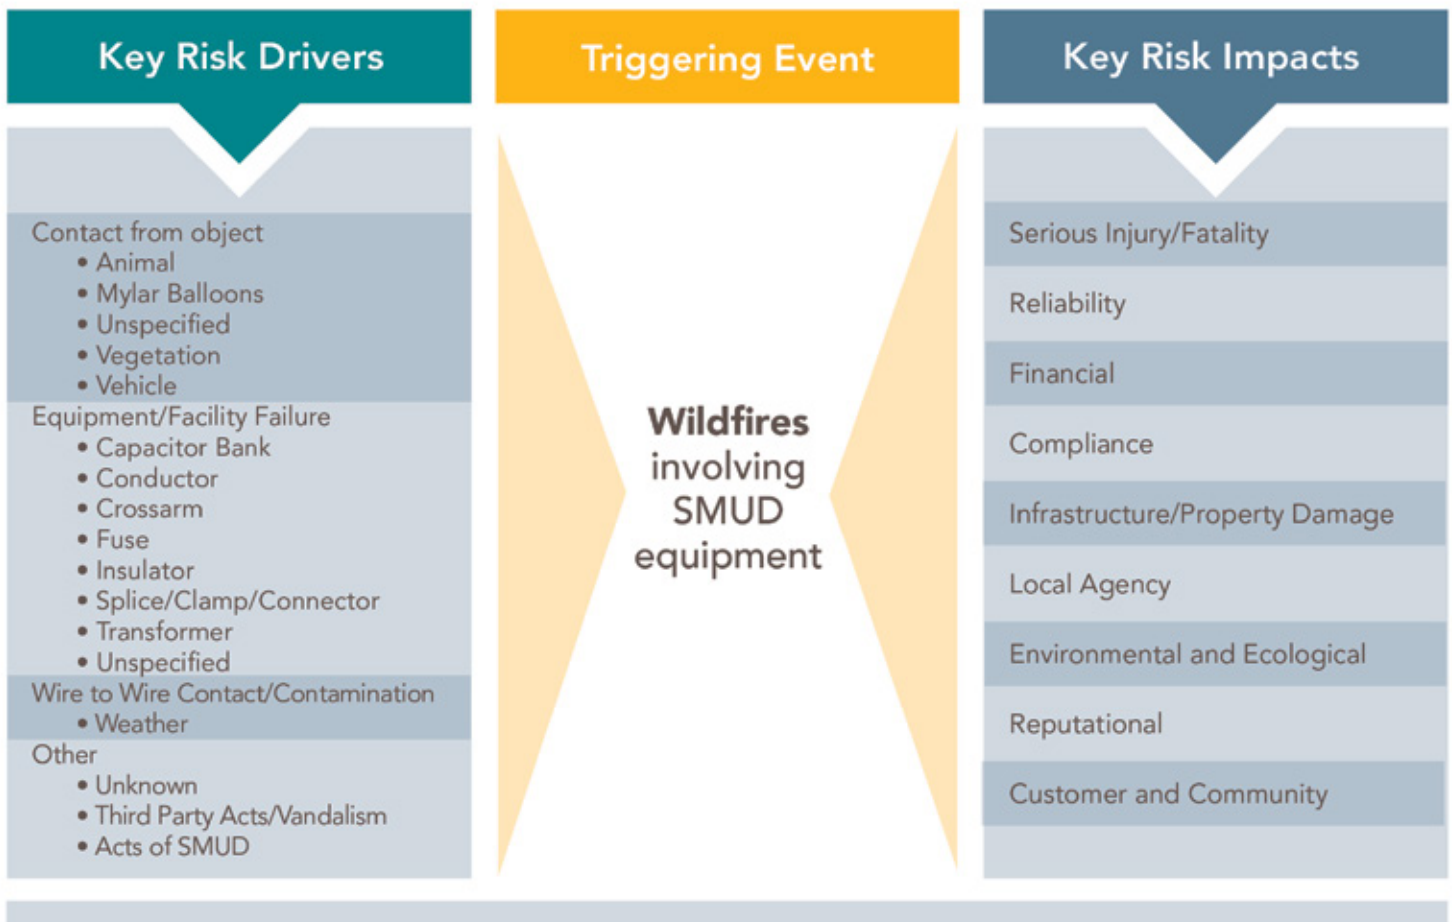 Key Risk Drivers
Contact from object
• Animal
• Mylar Balloons
• Unspecified
• Vegetation
• Vehicle
Equipment/Facility Failure
• Capacitor Bank
• Conductor
• Crossarm
• Fuse
• Insulator
• Splice/Clamp/Connector
• Transformer
• Unspecified
Wire to Wire Contact/Contamination
• Weather
Other
• Unknown
• Third Party Acts/Vandalism
• Acts of SMUD
Triggering Event
Wildfires
involving
SMUD
equipment
Key Risk Impacts
Serious Injury/Fatality
Reliability
Financial
Compliance
Infrastructure/Property Damage
Local Agency
Environmental and Ecological
Reputational
Customer and Community